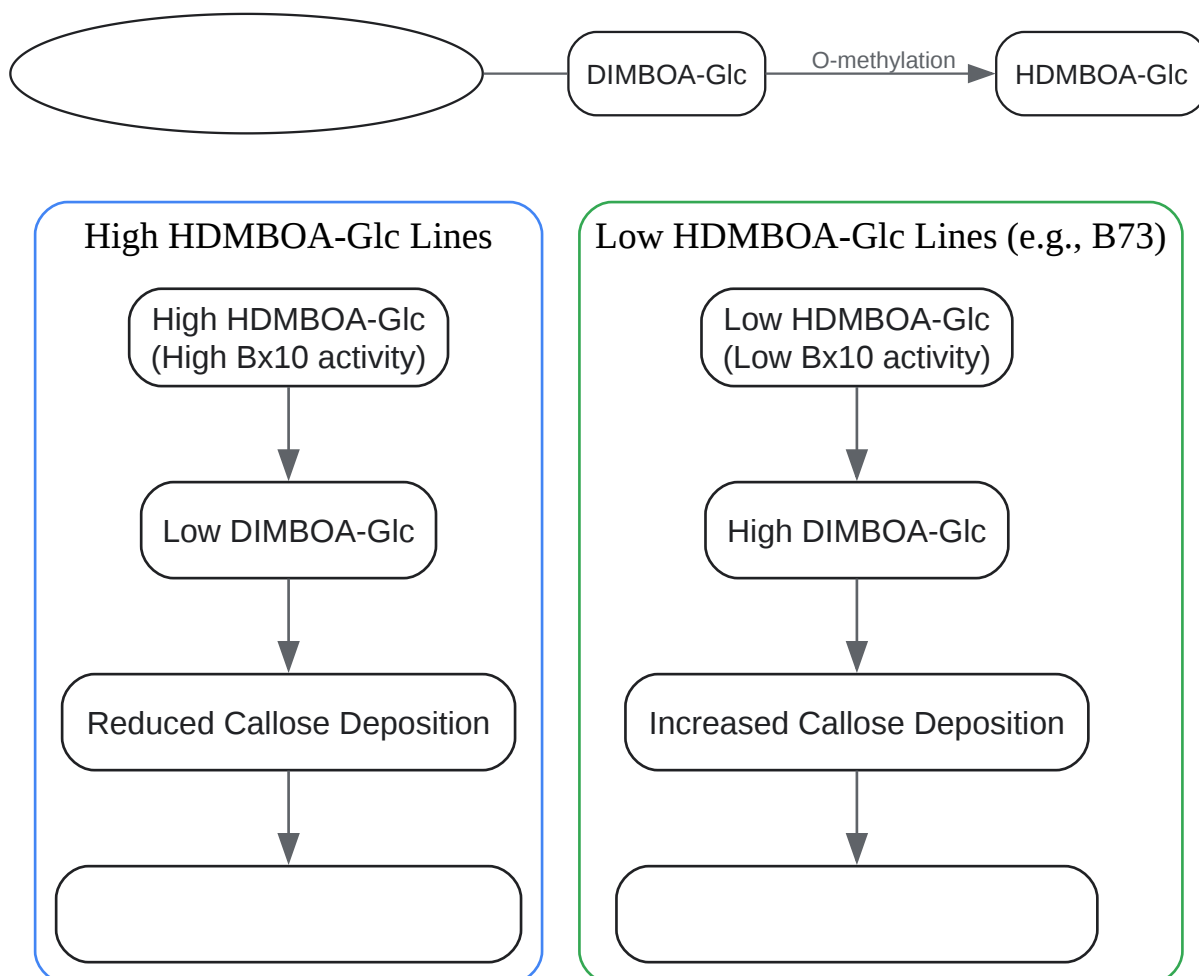 DIMBOA-Glc
O-methylation
HDMBOA-Glc
High HDMBOA-Glc Lines
High HDMBOA-Glc
(High Bx10 activity)
Low DIMBOA-Glc
Reduced Callose Deposition
Low HDMBOA-Glc Lines (e.g., B73)
Low HDMBOA-Glc
(Low Bx10 activity)
High DIMBOA-Glc
Increased Callose Deposition